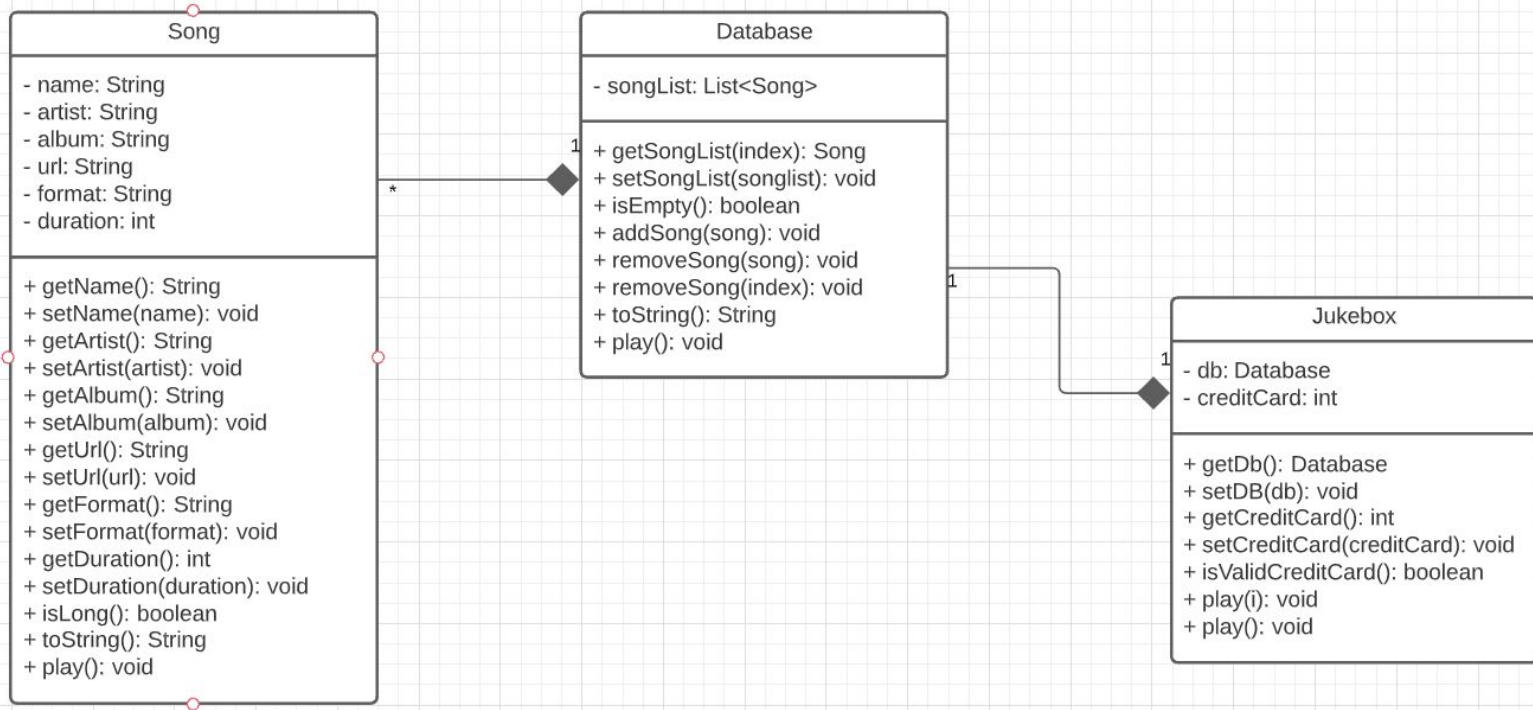 Song
- name: String
- artist: String
- album: String
- url: String
- format: String
- duration: int
+ getName(): String
+ setName(name): void
+ getArtist(): String
+ setArtist(artist): void
+ getAlbum(): String
+ setAlbum(album): void
+ getUrl(): String
+ setUrl(url): void
+ getFormat(): String
+ setFormat(format): void
+ getDuration(): int
+ setDuration(duration): void
+ isLong(): boolean
+ toString(): String
+ play(): void
*
1
Database
- songList: List<Song>
+ getSongList(index): Song
+ setSongList(songlist): void
+ isEmpty(): boolean
+ addSong(song): void
+ removeSong(song): void
+ removeSong(index): void
+ toString(): String
+ play(): void
1
1
Jukebox
- db: Database
- creditCard: int
+ getDb(): Database
+ setDB(db): void
+ getCreditCard(): int
+ setCreditCard(creditCard): void
+ isValidCreditCard(): boolean
+ play(i): void
+ play(): void